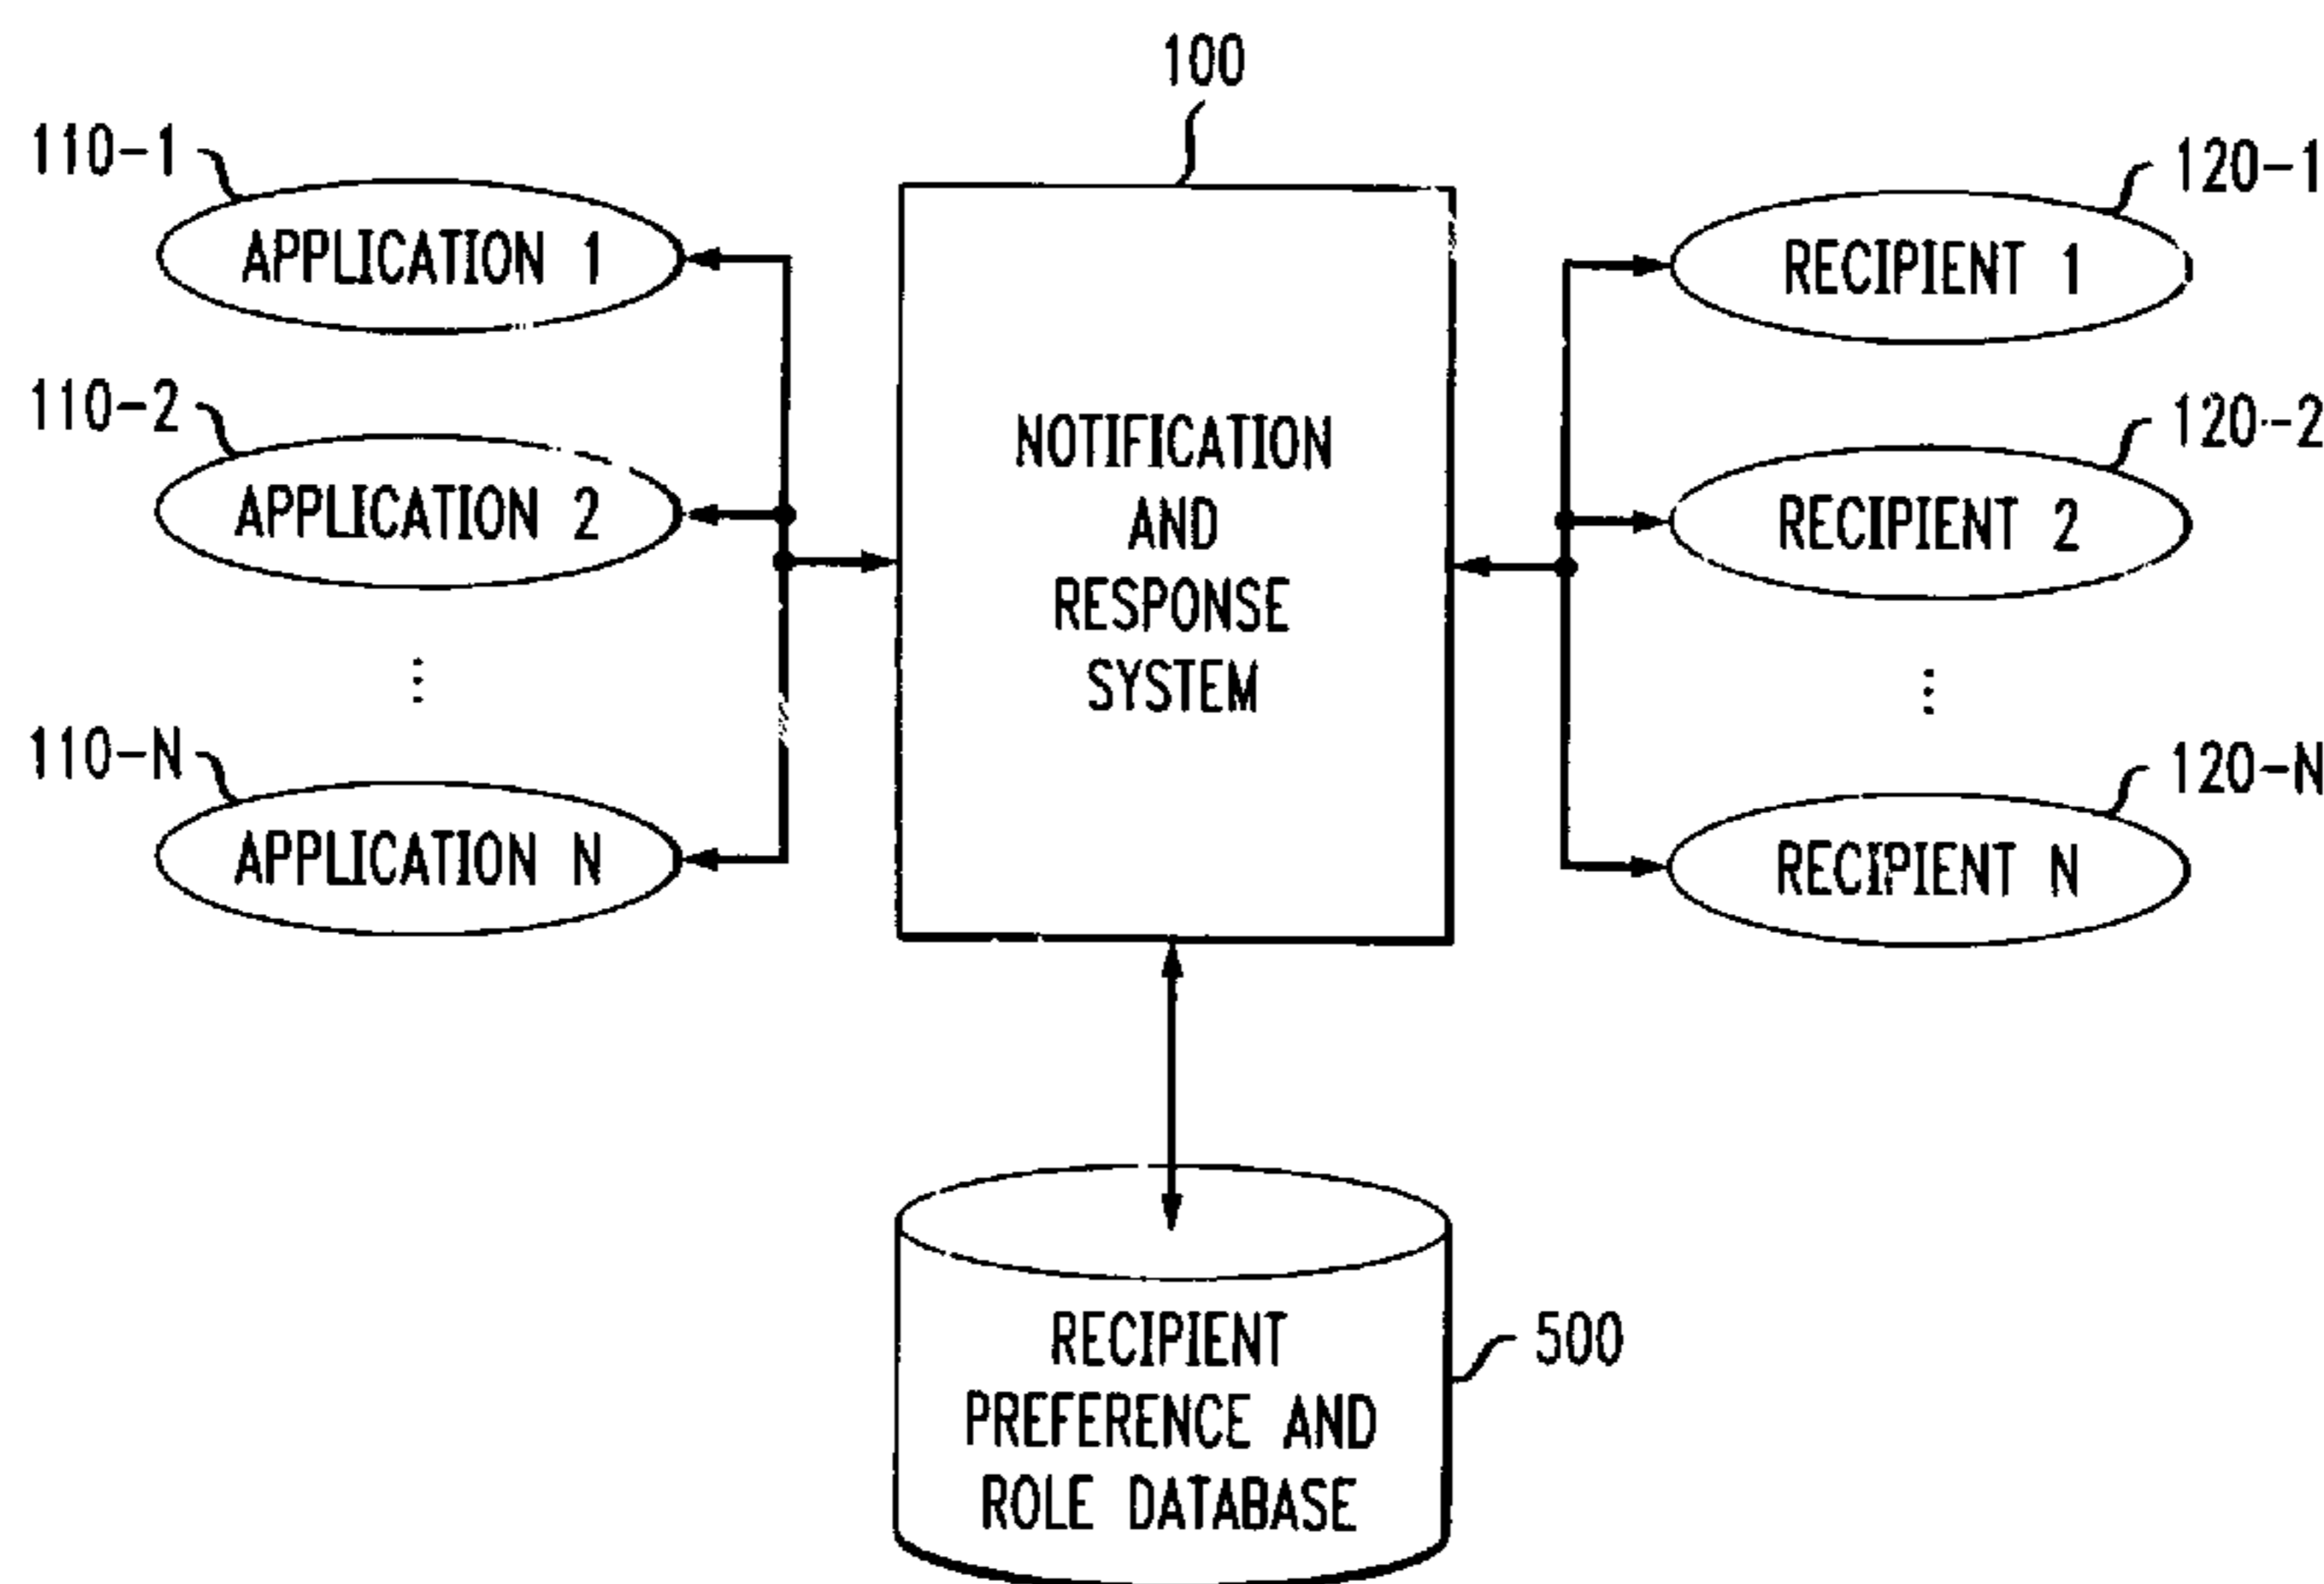 100
110-1
APPLICATION 1
110-2
APPLICATION 2
110-N
APPLICATION N
NOTIFICATION
AND
RESPONSE
SYSTEM
120-1
RECIPIENT 1
120-2
RECIPIENT 2
120-N
RECIPIENT N
RECIPIENT
PREFERENCE AND
ROLE DATABASE
500